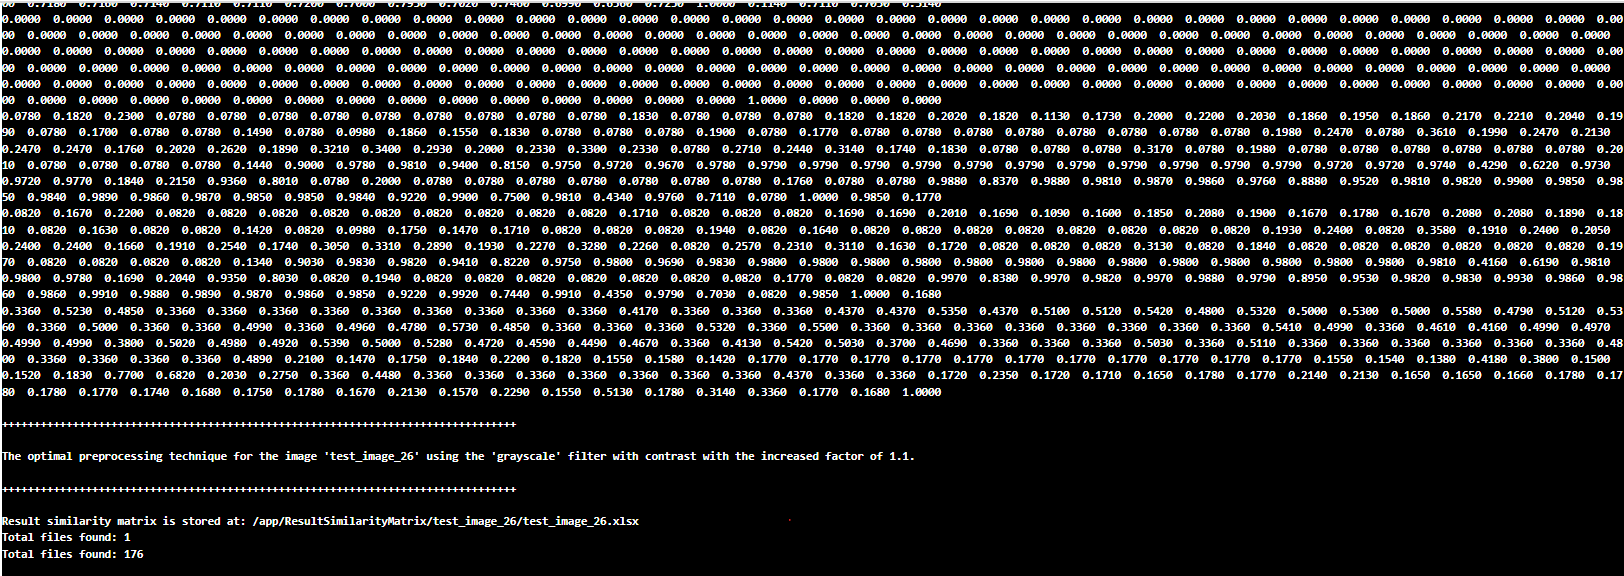 0.0000 0.0000 0.0000 0.0000 0.0000 0.0000 0.0000 0.0000 0.0000 0.0000 0.0000 0.0000 0.0000 0.0000 0.0000 0.0000 0.0000 0.0000 0.0000 0.0000 0.0000 0.0000 0.0000 0.0000 0.0000 0.0000 0.0000 0.0000 0.0000 0.0000 0.0000 0.00
00 0.0000 0.0000 0.0000 0.0000 0.0000 0.0000 0.0000 0.0000 0.0000 0.0000 0.0000 0.0000 0.0000 0.0000 0.0000 0.0000 0.0000 0.0000 0.0000 0.0000 0.0000 0.0000 0.0000 0.0000 0.0000 0.0000 0.0000 0.0000 0.0000 0.0000 0.0000
0.0000 0.0000 0.0000 0.0000 0.0000 0.0000 0.0000 0.0000 0.0000 0.0000 0.0000 0.0000 0.0000 0.0000 0.0000 0.0000 0.0000 0.0000 0.0000 0.0000 0.0000 0.0000 0.0000 0.0000 0.0000 0.0000 0.0000 0.0000 0.0000 0.0000 0.0000 0.00
00 0.0000 0.0000 0.0000 0.0000 0.0000 0.0000 0.0000 0.0000 0.0000 0.0000 0.0000 0.0000 0.0000 0.0000 0.0000 0.0000 0.0000 0.0000 0.0000 0.0000 0.0000 0.0000 0.0000 0.0000 0.0000 0.0000 0.0000 0.0000 0.0000 0.0000 0.0000
0.0000 0.0000 0.0000 0.0000 0.0000 0.0000 0.0000 0.0000 0.0000 0.0000 0.0000 0.0000 0.0000 0.0000 0.0000 0.0000 0.0000 0.0000 0.0000 0.0000 0.0000 0.0000 0.0000 0.0000 0.0000 0.0000 0.0000 0.0000 0.0000 0.0000 0.0000 0.00
00 0.0000 0.0000 0.0000 0.0000 0.0000 0.0000 0.0000 0.0000 0.0000 0.0000 0.0000 0.0000 0.0000 0.0000 1.0000 0.0000 0.0000 0.0000
0.0780 0.1820 0.2300 0.0780 0.0780 0.0780 0.0780 0.0780 0.0780 0.0780 0.0780 0.0780 0.1830 0.0780 0.0780 0.0780 0.1820 0.1820 0.2020 0.1820 0.1130 0.1730 0.2000 0.2200 0.2030 0.1860 0.1950 0.1860 0.2170 0.2210 0.2040 0.19
90 0.0780 0.1700 0.0780 0.0780 0.1490 0.0780 0.0980 0.1860 0.1550 0.1830 0.0780 0.0780 0.0780 0.1900 0.0780 0.1770 0.0780 0.0780 0.0780 0.0780 0.0780 0.0780 0.0780 0.0780 0.1980 0.2470 0.0780 0.3610 0.1990 0.2470 0.2130
0.2470 0.2470 0.1760 0.2020 0.2620 0.1890 0.3210 0.3400 0.2930 0.2000 0.2330 0.3300 0.2330 0.0780 0.2710 0.2440 0.3140 0.1740 0.1830 0.0780 0.0780 0.0780 0.3170 0.0780 0.1980 0.0780 0.0780 0.0780 0.0780 0.0780 0.0780 0.20
10 0.0780 0.0780 0.0780 0.0780 0.1440 0.9000 0.9780 0.9810 0.9400 0.8150 0.9750 0.9720 0.9670 0.9780 0.9790 0.9790 0.9790 0.9790 0.9790 0.9790 0.9790 0.9790 0.9790 0.9790 0.9790 0.9720 0.9720 0.9740 0.4290 0.6220 0.9730
0.9720 0.9770 0.1840 0.2150 0.9360 0.8010 0.0780 0.2000 0.0780 0.0780 0.0780 0.0780 0.0780 0.0780 0.0780 0.1760 0.0780 0.0780 0.9880 0.8370 0.9880 0.9810 0.9870 0.9860 0.9760 0.8880 0.9520 0.9810 0.9820 0.9900 0.9850 0.98
50 0.9840 0.9890 0.9860 0.9870 0.9850 0.9850 0.9840 0.9220 0.9900 0.7500 0.9810 0.4340 0.9760 0.7110 0.0780 1.0000 0.9850 0.1770
0.0820 0.1670 0.2200 0.0820 0.0820 0.0820 0.0820 0.0820 0.0820 0.0820 0.0820 0.0820 0.1710 0.0820 0.0820 0.0820 0.1690 0.1690 0.2010 0.1690 0.1090 0.1600 0.1850 0.2080 0.1900 0.1670 0.1780 0.1670 0.2080 0.2080 0.1890 0.18
10 0.0820 0.1630 0.0820 0.0820 0.1420 0.0820 0.0980 0.1750 0.1470 0.1710 0.0820 0.0820 0.0820 0.1940 0.0820 0.1640 0.0820 0.0820 0.0820 0.0820 0.0820 0.0820 0.0820 0.0820 0.1930 0.2400 0.0820 0.3580 0.1910 0.2400 0.2050
0.2400 0.2400 0.1660 0.1910 0.2540 0.1740 0.3050 0.3310 0.2890 0.1930 0.2270 0.3280 0.2260 0.0820 0.2570 0.2310 0.3110 0.1630 0.1720 0.0820 0.0820 0.0820 0.3130 0.0820 0.1840 0.0820 0.0820 0.0820 0.0820 0.0820 0.0820 0.19
70 0.0820 0.0820 0.0820 0.0820 0.1340 0.9030 0.9830 0.9820 0.9410 0.8220 0.9750 0.9800 0.9690 0.9830 0.9800 0.9800 0.9800 0.9800 0.9800 0.9800 0.9800 0.9800 0.9800 0.9800 0.9800 0.9800 0.9800 0.9810 0.4160 0.6190 0.9810
0.9800 0.9780 0.1690 0.2040 0.9350 0.8030 0.0820 0.1940 0.0820 0.0820 0.0820 0.0820 0.0820 0.0820 0.0820 0.1770 0.0820 0.0820 0.9970 0.8380 0.9970 0.9820 0.9970 0.9880 0.9790 0.8950 0.9530 0.9820 0.9830 0.9930 0.9860 0.98
60 0.9860 0.9910 0.9880 0.9890 0.9870 0.9860 0.9850 0.9220 0.9920 0.7440 0.9910 0.4350 0.9790 0.7030 0.0820 0.9850 1.0000 0.1680
0.3360 0.5230 0.4850 0.3360 0.3360 0.3360 0.3360 0.3360 0.3360 0.3360 0.3360 0.3360 0.4170 0.3360 0.3360 0.3360 0.4370 0.4370 0.5350 0.4370 0.5100 0.5120 0.5420 0.4800 0.5320 0.5000 0.5300 0.5000 0.5580 0.4790 0.5120 0.53
60 0.3360 0.5000 0.3360 0.3360 0.4990 0.3360 0.4960 0.4780 0.5730 0.4850 0.3360 0.3360 0.3360 0.5320 0.3360 0.5500 0.3360 0.3360 0.3360 0.3360 0.3360 0.3360 0.3360 0.3360 0.5410 0.4990 0.3360 0.4610 0.4160 0.4990 0.4970
0.4990 0.4990 0.3800 0.5020 0.4980 0.4920 0.5390 0.5000 0.5280 0.4720 0.4590 0.4490 0.4670 0.3360 0.4130 0.5420 0.5030 0.3700 0.4690 0.3360 0.3360 0.3360 0.5030 0.3360 0.5110 0.3360 0.3360 0.3360 0.3360 0.3360 0.3360 0.48
00 0.3360 0.3360 0.3360 0.3360 0.4890 0.2100 0.1470 0.1750 0.1840 0.2200 0.1820 0.1550 0.1580 0.1420 0.1770 0.1770 0.1770 0.1770 0.1770 0.1770 0.1770 0.1770 0.1770 0.1770 0.1770 0.1550 0.1540 0.1380 0.4180 0.3800 0.1500
0.1520 0.1830 0.7700 0.6820 0.2030 0.2750 0.3360 0.4480 0.3360 0.3360 0.3360 0.3360 0.3360 0.3360 0.3360 0.4370 0.3360 0.3360 0.1720 0.2350 0.1720 0.1710 0.1650 0.1780 0.1770 0.2140 0.2130 0.1650 0.1650 0.1660 0.1780 0.17
80 0.1780 0.1770 0.1740 0.1680 0.1750 0.1780 0.1670 0.2130 0.1570 0.2290 0.1550 0.5130 0.1780 0.3140 0.3360 0.1770 0.1680 1.0000
++++++++++++++++++++++++++++++++++++++++++++++++++++++++++++++++++++++++++++++++
The optimal preprocessing technique for the image 'test_image_26' using the 'grayscale' filter with contrast with the increased factor of 1.1.
++++++++++++++++++++++++++++++++++++++++++++++++++++++++++++++++++++++++++++++++
Result similarity matrix is stored at: /app/ResultSimilarityMatrix/test_image_26/test_image_26.xlsx
Total files found: 1
Total files found: 176